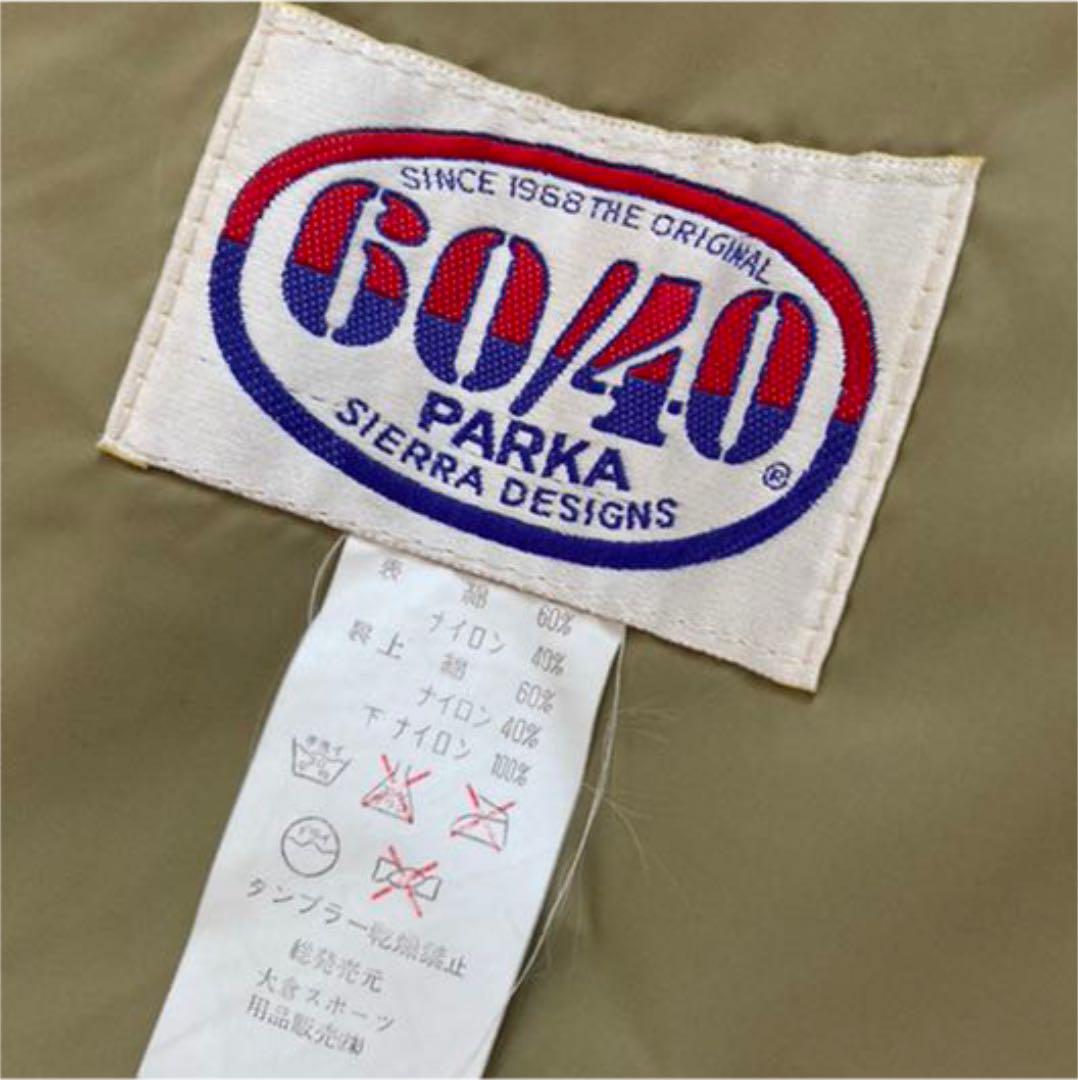 SINCE 1968 THE ORIGINAL
60/40
PARKA
SIERRA DESIGNS
®
表 綿 60%
ナイロン 40%
裏 上 綿 60%
ナイロン 40%
下 ナイロン 100%
手洗イ
30
ドライ
タンブラー乾燥禁止
総発売元
大倉スポーツ
用品販売㈱